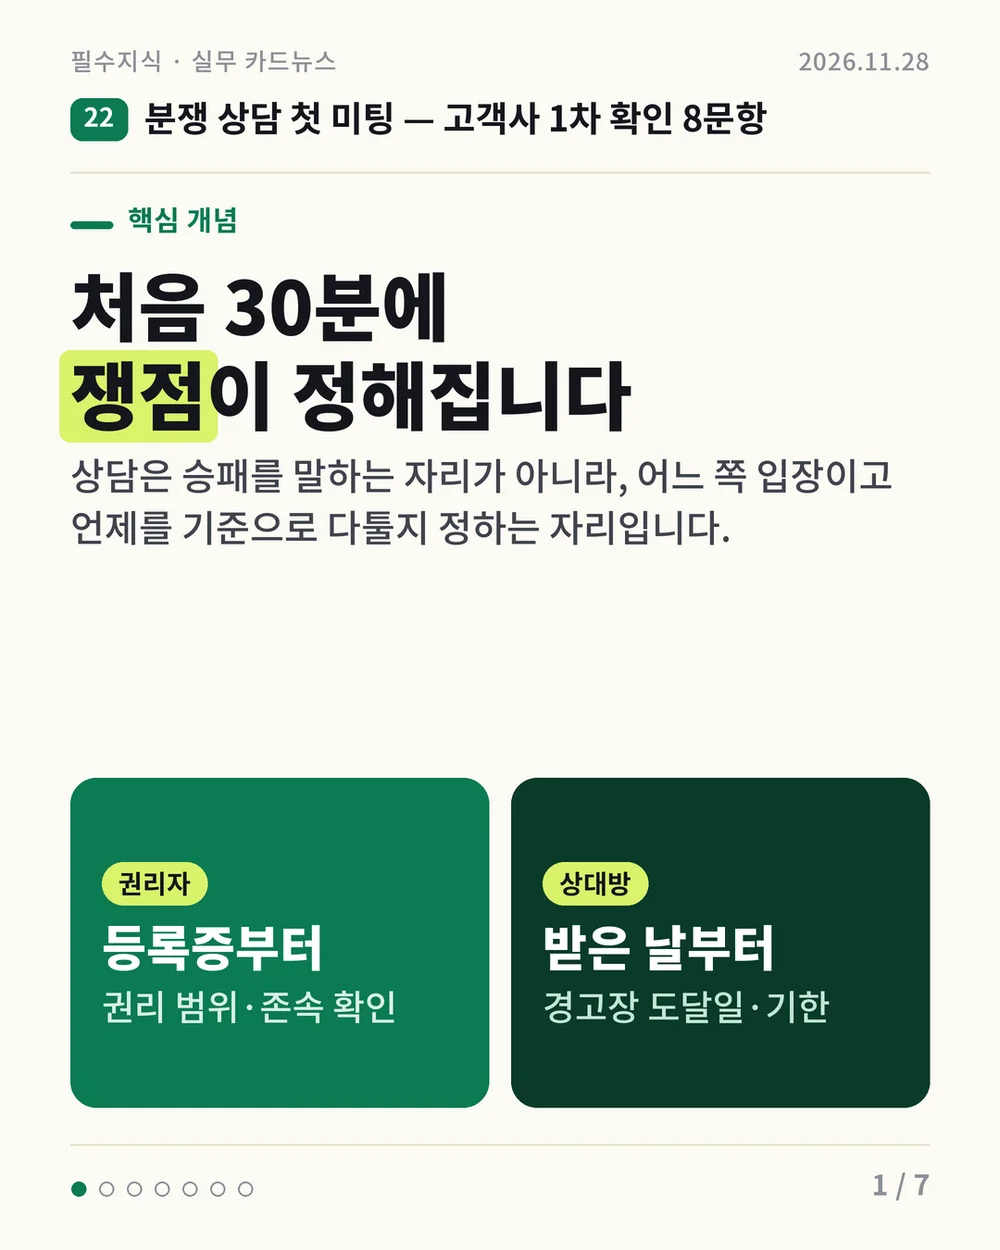 필수지식 · 실무 카드뉴스
2026.11.28
22 분쟁 상담 첫 미팅 — 고객사 1차 확인 8문항
핵심 개념
처음 30분에
쟁점이 정해집니다
상담은 승패를 말하는 자리가 아니라, 어느 쪽 입장이고
언제를 기준으로 다툴지 정하는 자리입니다.
권리자
등록증부터
권리 범위·존속 확인
상대방
받은 날부터
경고장 도달일·기한
1 / 7